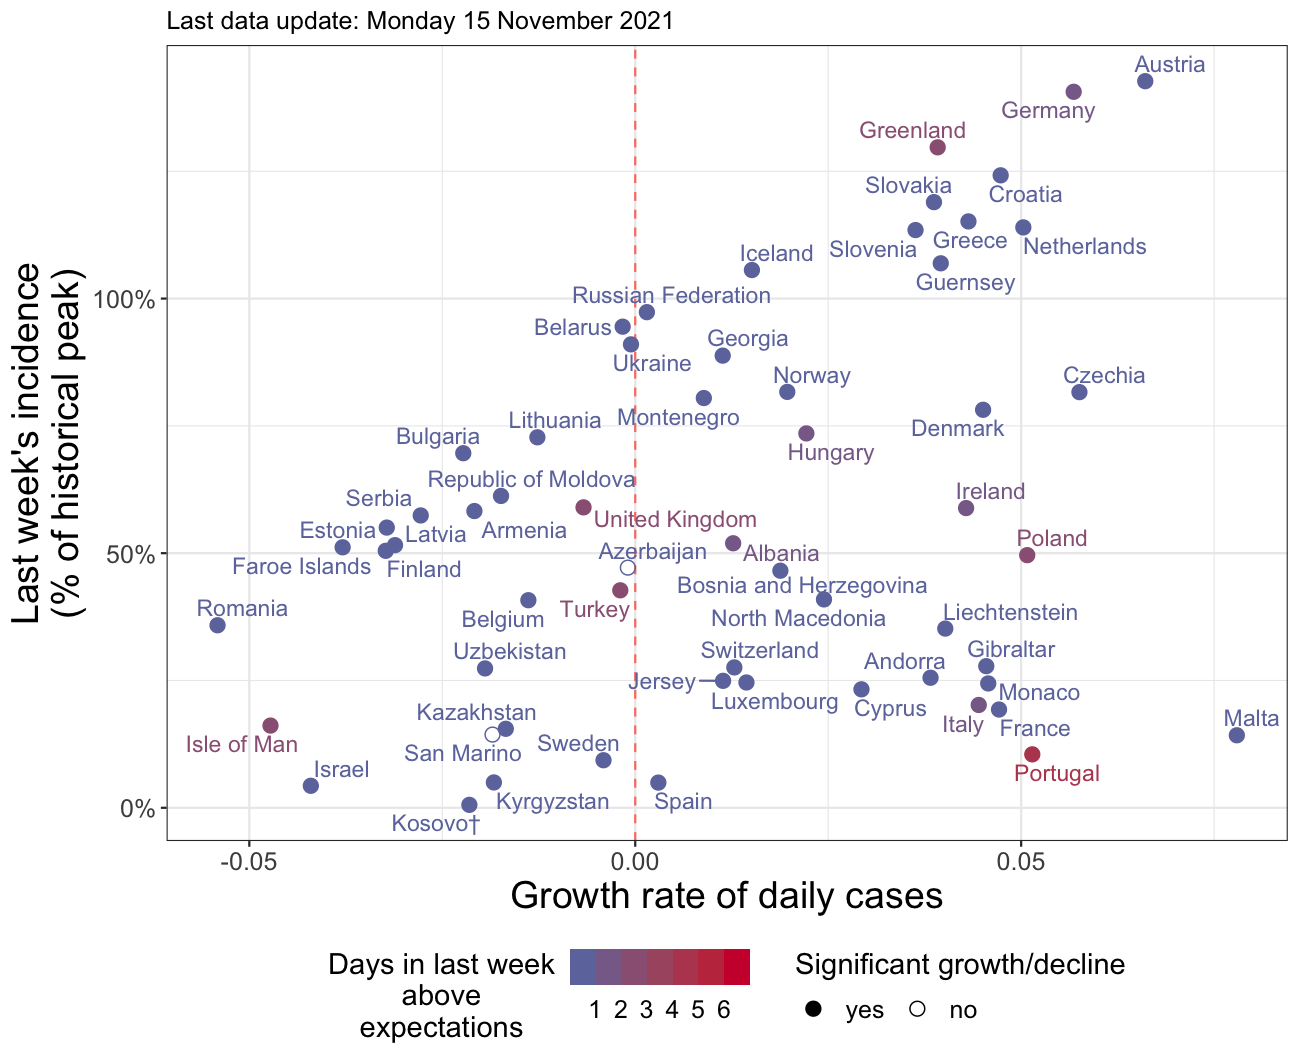 Last data update: Monday 15 November 2021
Austria
Germany
Greenland
Slovakia
Croatia
Slovenia
Greece
Netherlands
Iceland
Guernsey
Russian Federation
Belarus
Georgia
Ukraine
Norway
Czechia
Montenegro
Denmark
Lithuania
Bulgaria
Hungary
Republic of Moldova
Serbia
Ireland
United Kingdom
Estonia
Latvia
Armenia
Poland
Azerbaijan
Albania
Faroe Islands
Finland
Bosnia and Herzegovina
Romania
Turkey
Belgium
North Macedonia
Liechtenstein
Uzbekistan
Switzerland
Gibraltar
Andorra
Jersey
Monaco
Luxembourg
Cyprus
Kazakhstan
Italy
France
Malta
Isle of Man
San Marino
Sweden
Israel
Portugal
Kyrgyzstan
Spain
Kosovo†
100%
50%
0%
Last week's incidence
(% of historical peak)
-0.05 0.00 0.05
Growth rate of daily cases
Days in last week
above
expectations
1 2 3 4 5 6
Significant growth/decline
yes no